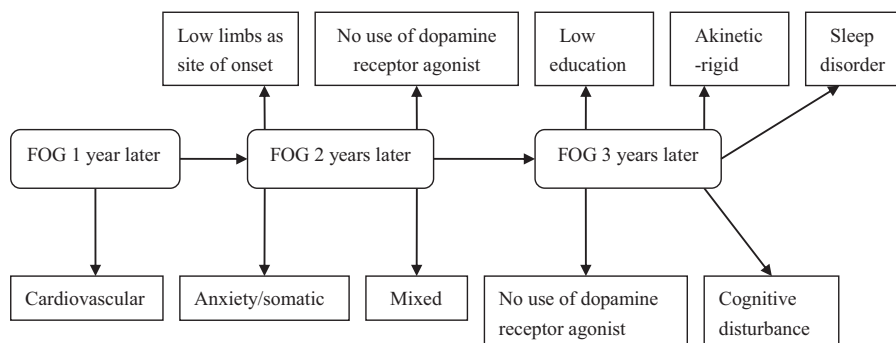 Low limbs as
site of onset
No use of dopamine
receptor agonist
Low
education
Akinetic
-rigid
Sleep
disorder
FOG 1 year later
FOG 2 years later
FOG 3 years later
Cardiovascular
Anxiety/somatic
Mixed
No use of dopamine
receptor agonist
Cognitive
disturbance